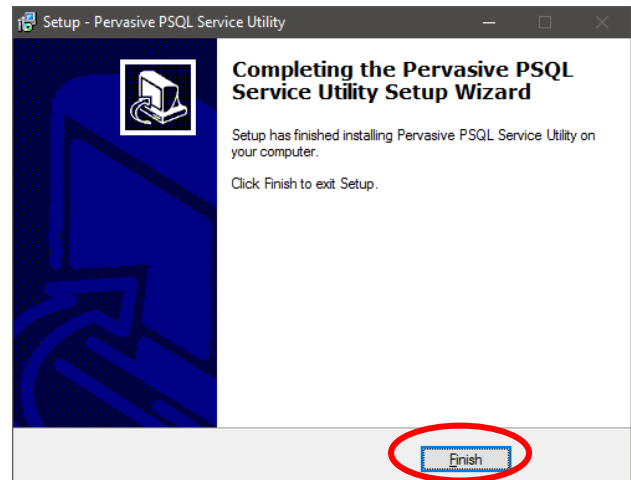 Setup - Pervasive PSQL Service Utility
Completing the Pervasive PSQL
Service Utility Setup Wizard
Setup has finished installing Pervasive PSQL Service Utility on
your computer.
Click Finish to exit Setup.
Finish